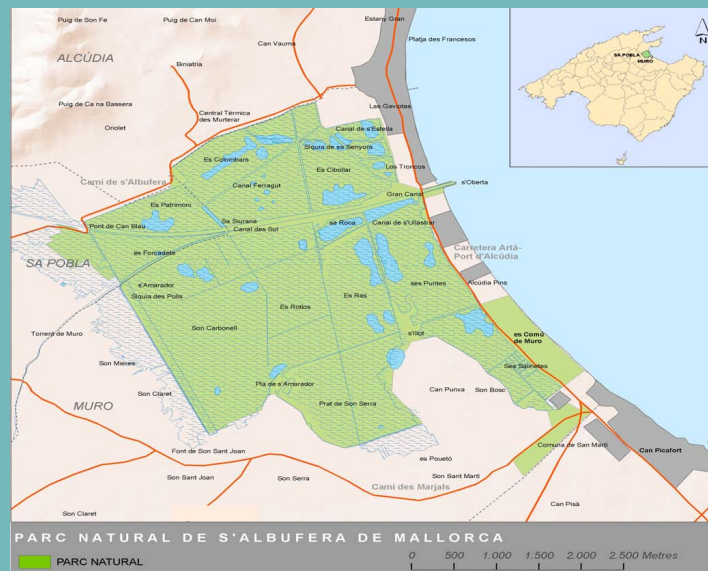 Puig de Son Fe
Puig de Can Moi
Estany Gran
Can Vauma
Platja des Francesos
N
ALCÚDIA
Biniatria
SA POBLA
MURO
Puig de Ca na Bassera
Oriolet
Central Tèrmica
des Murterar
Las Gaviotas
Canal de s'Estella
Síquia de sa Senyora
Es Colombars
Es Cibollar
Los Troncos
Camí de s'Albufera
Canal Ferragut
Gran Canal
s'Oberta
Es Patrimoni
Sa Siurana
sa Roca
Canal de s'Ullastrar
Pont de Can Blau
Canal des Sol
es Forcadets
Carretera Artà-
Port d'Alcúdia
SA POBLA
s'Amarador
ses Puntes
Alcúdia Pins
Síquia des Polls
Es Ras
Es Rotlos
Torrent de Muro
Son Carbonell
s'Illot
es Comú
de Muro
Son Mieres
Ses Salinetes
Son Claret
Pla de s'Amarador
Can Punxa
Son Bosc
MURO
Prat de Son Serra
Comuna de San Martí
Font de Son Sant Joan
es Pouetó
Can Picafort
Son Sant Joan
Son Serra
Son Sant Martí
Camí des Marjals
Can Pisà
Son Claret
PARC NATURAL DE S'ALBUFERA DE MALLORCA
PARC NATURAL
0 500 1.000 1.500 2.000 2.500 Metres